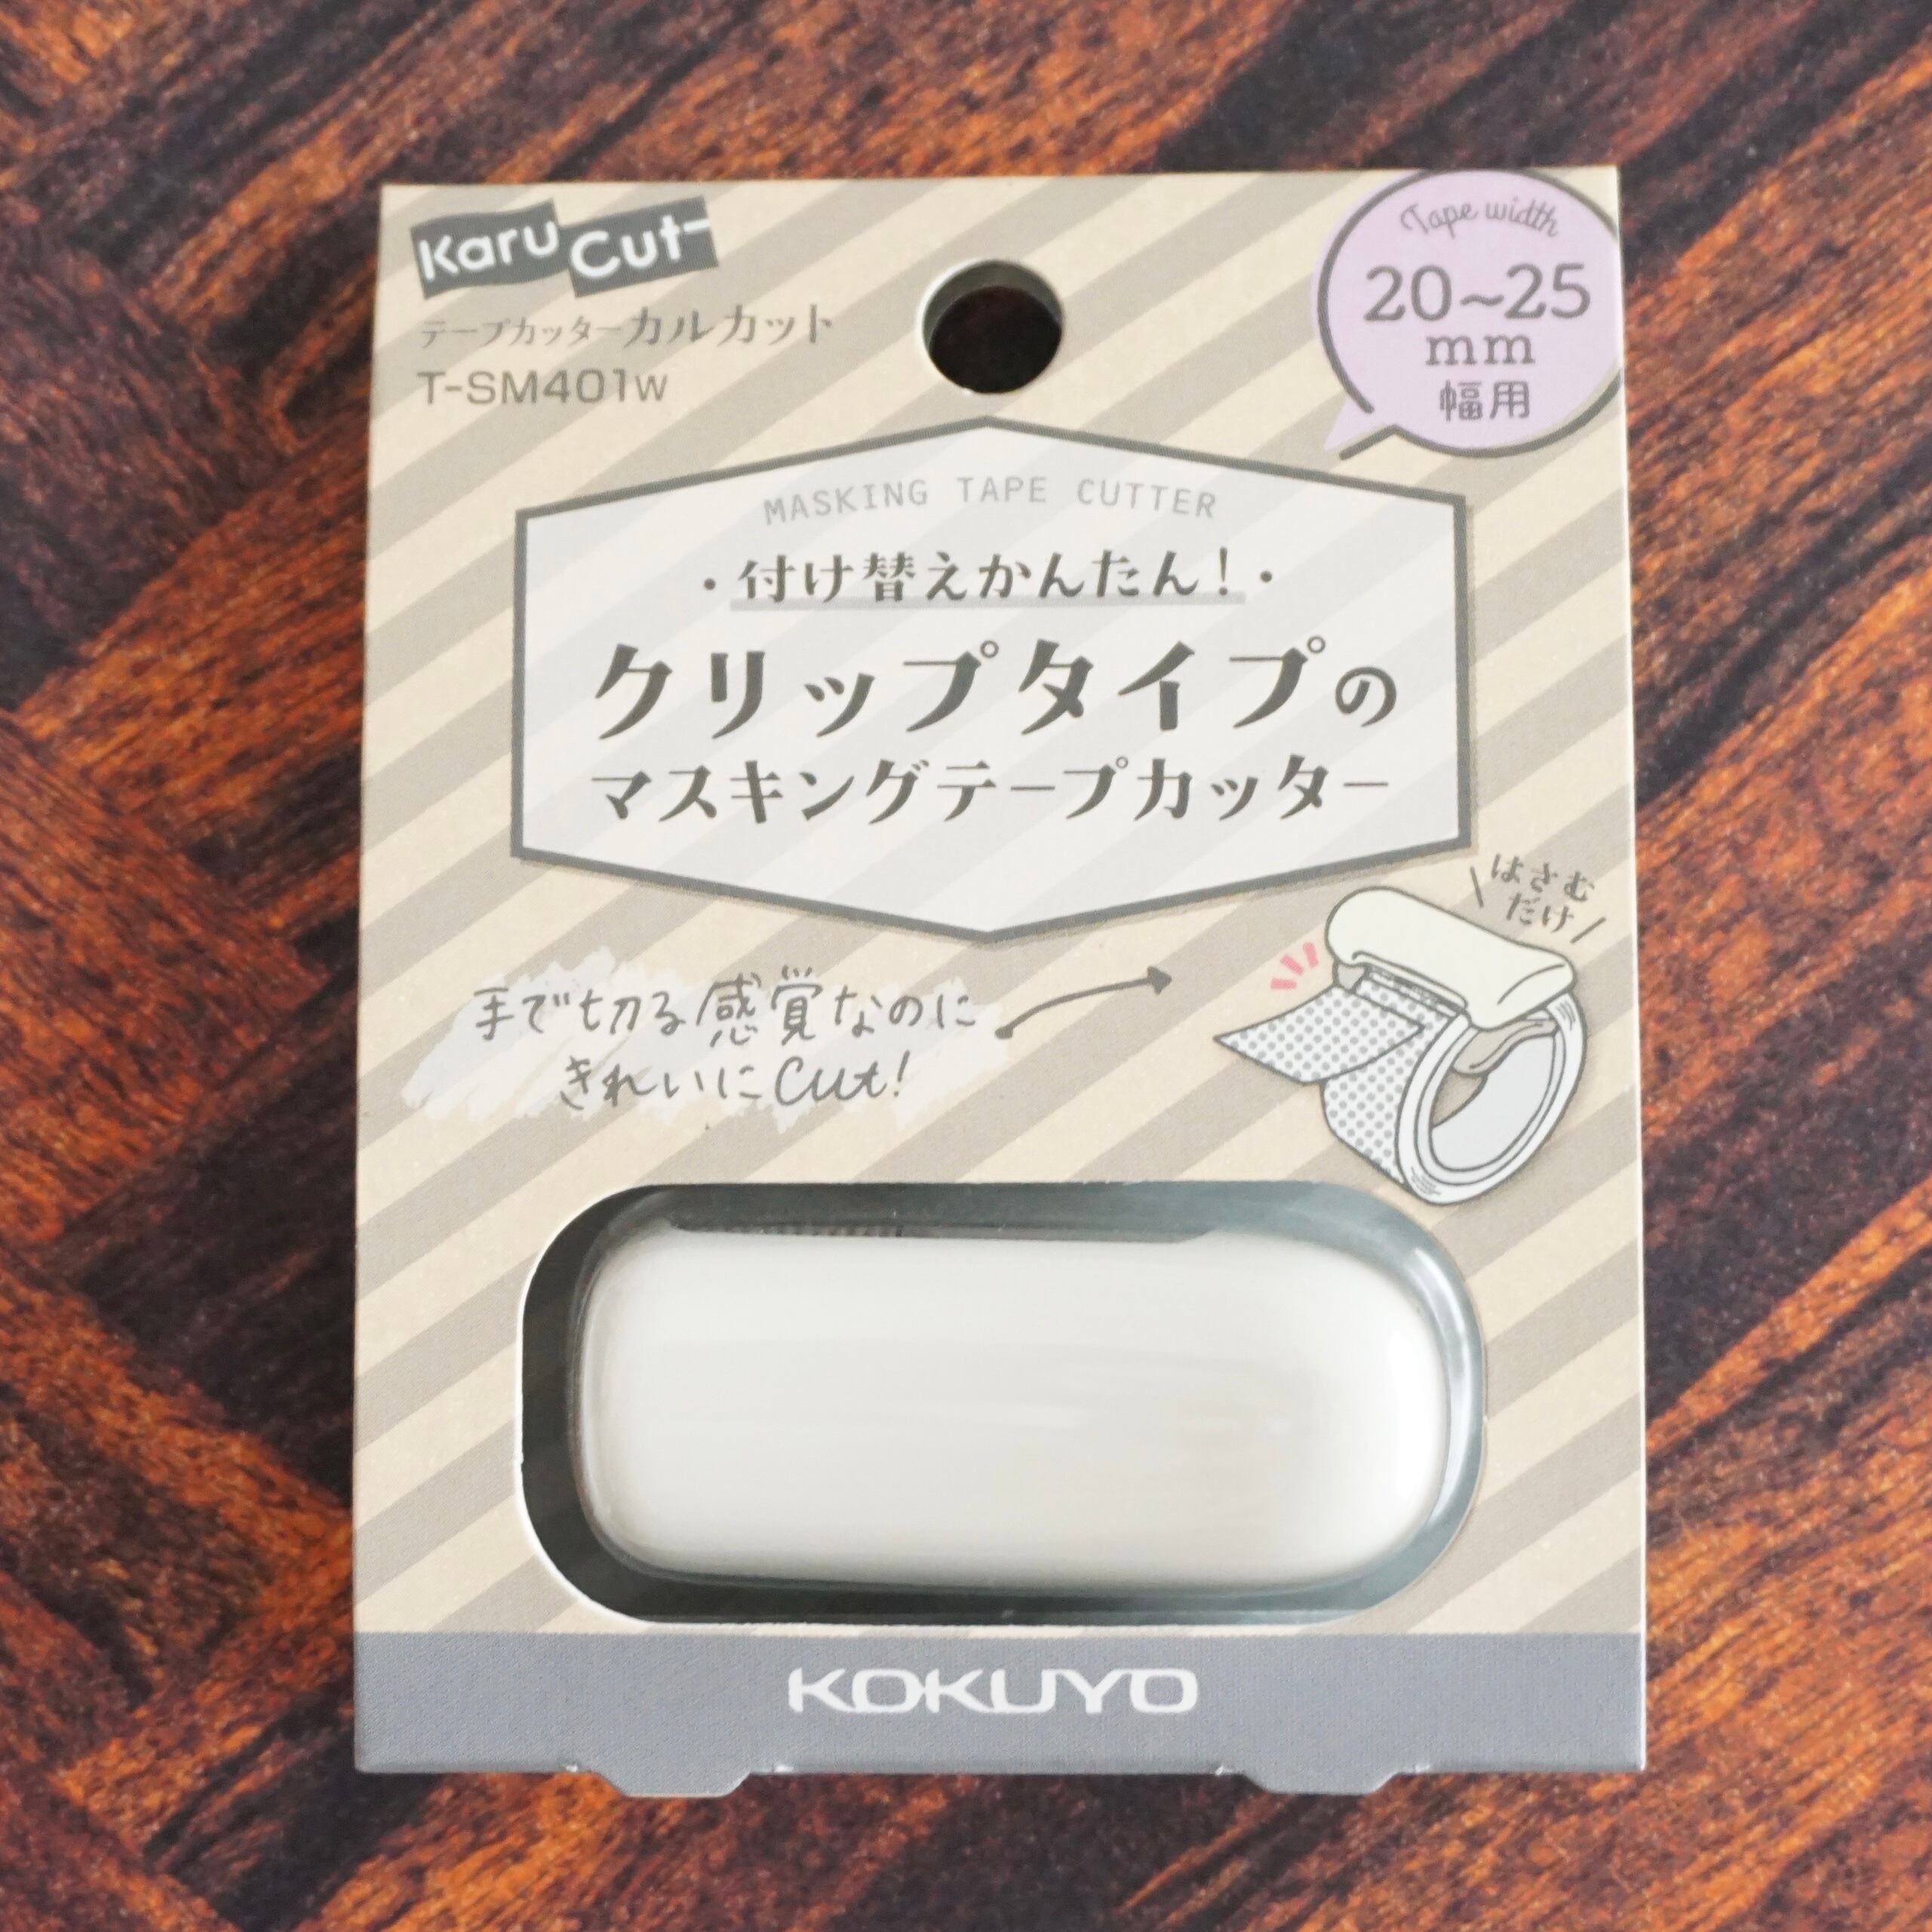 Karu Cut
テープカッターカルカット
T-SM401W
Tape width
20~25
mm
幅用
MASKING TAPE CUTTER
・付け替えかんたん！・
クリップタイプの
マスキングテープカッター
はさむ
だけ
手で切る感覚なのに
きれいにCut!
KOKUYO